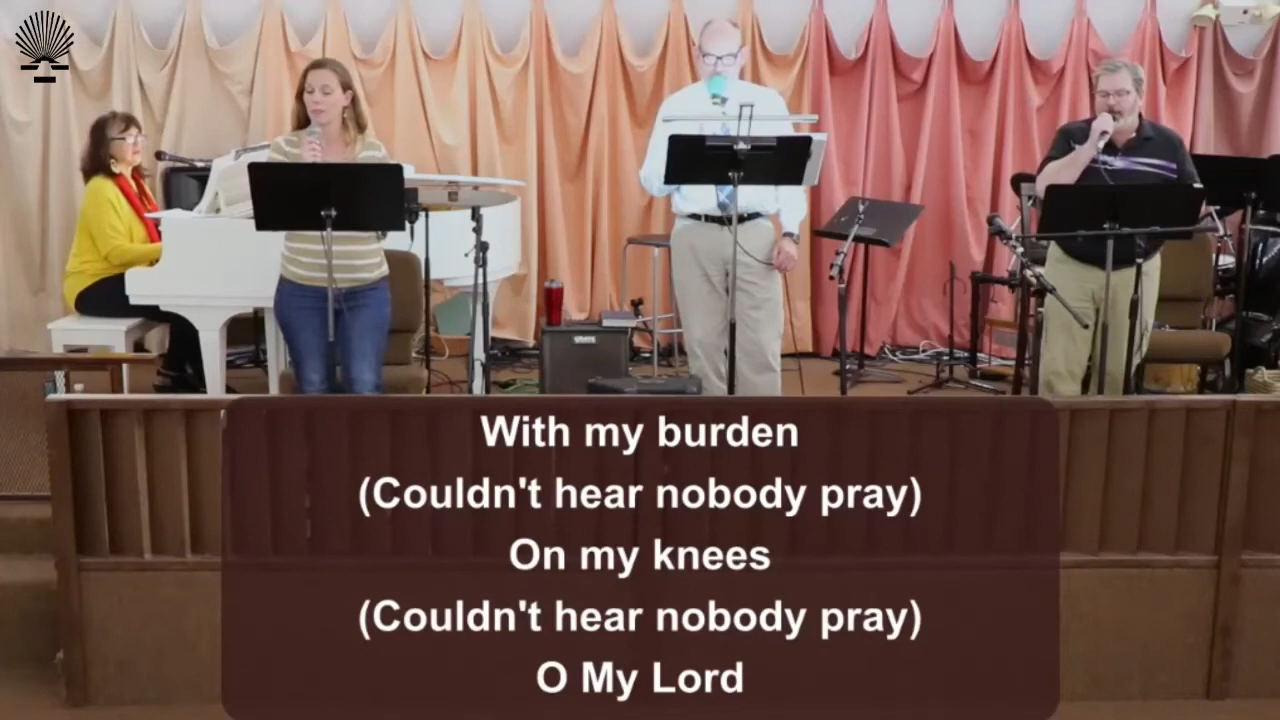 With my burden
(Couldn't hear nobody pray)
On my knees
(Couldn't hear nobody pray)
O My Lord